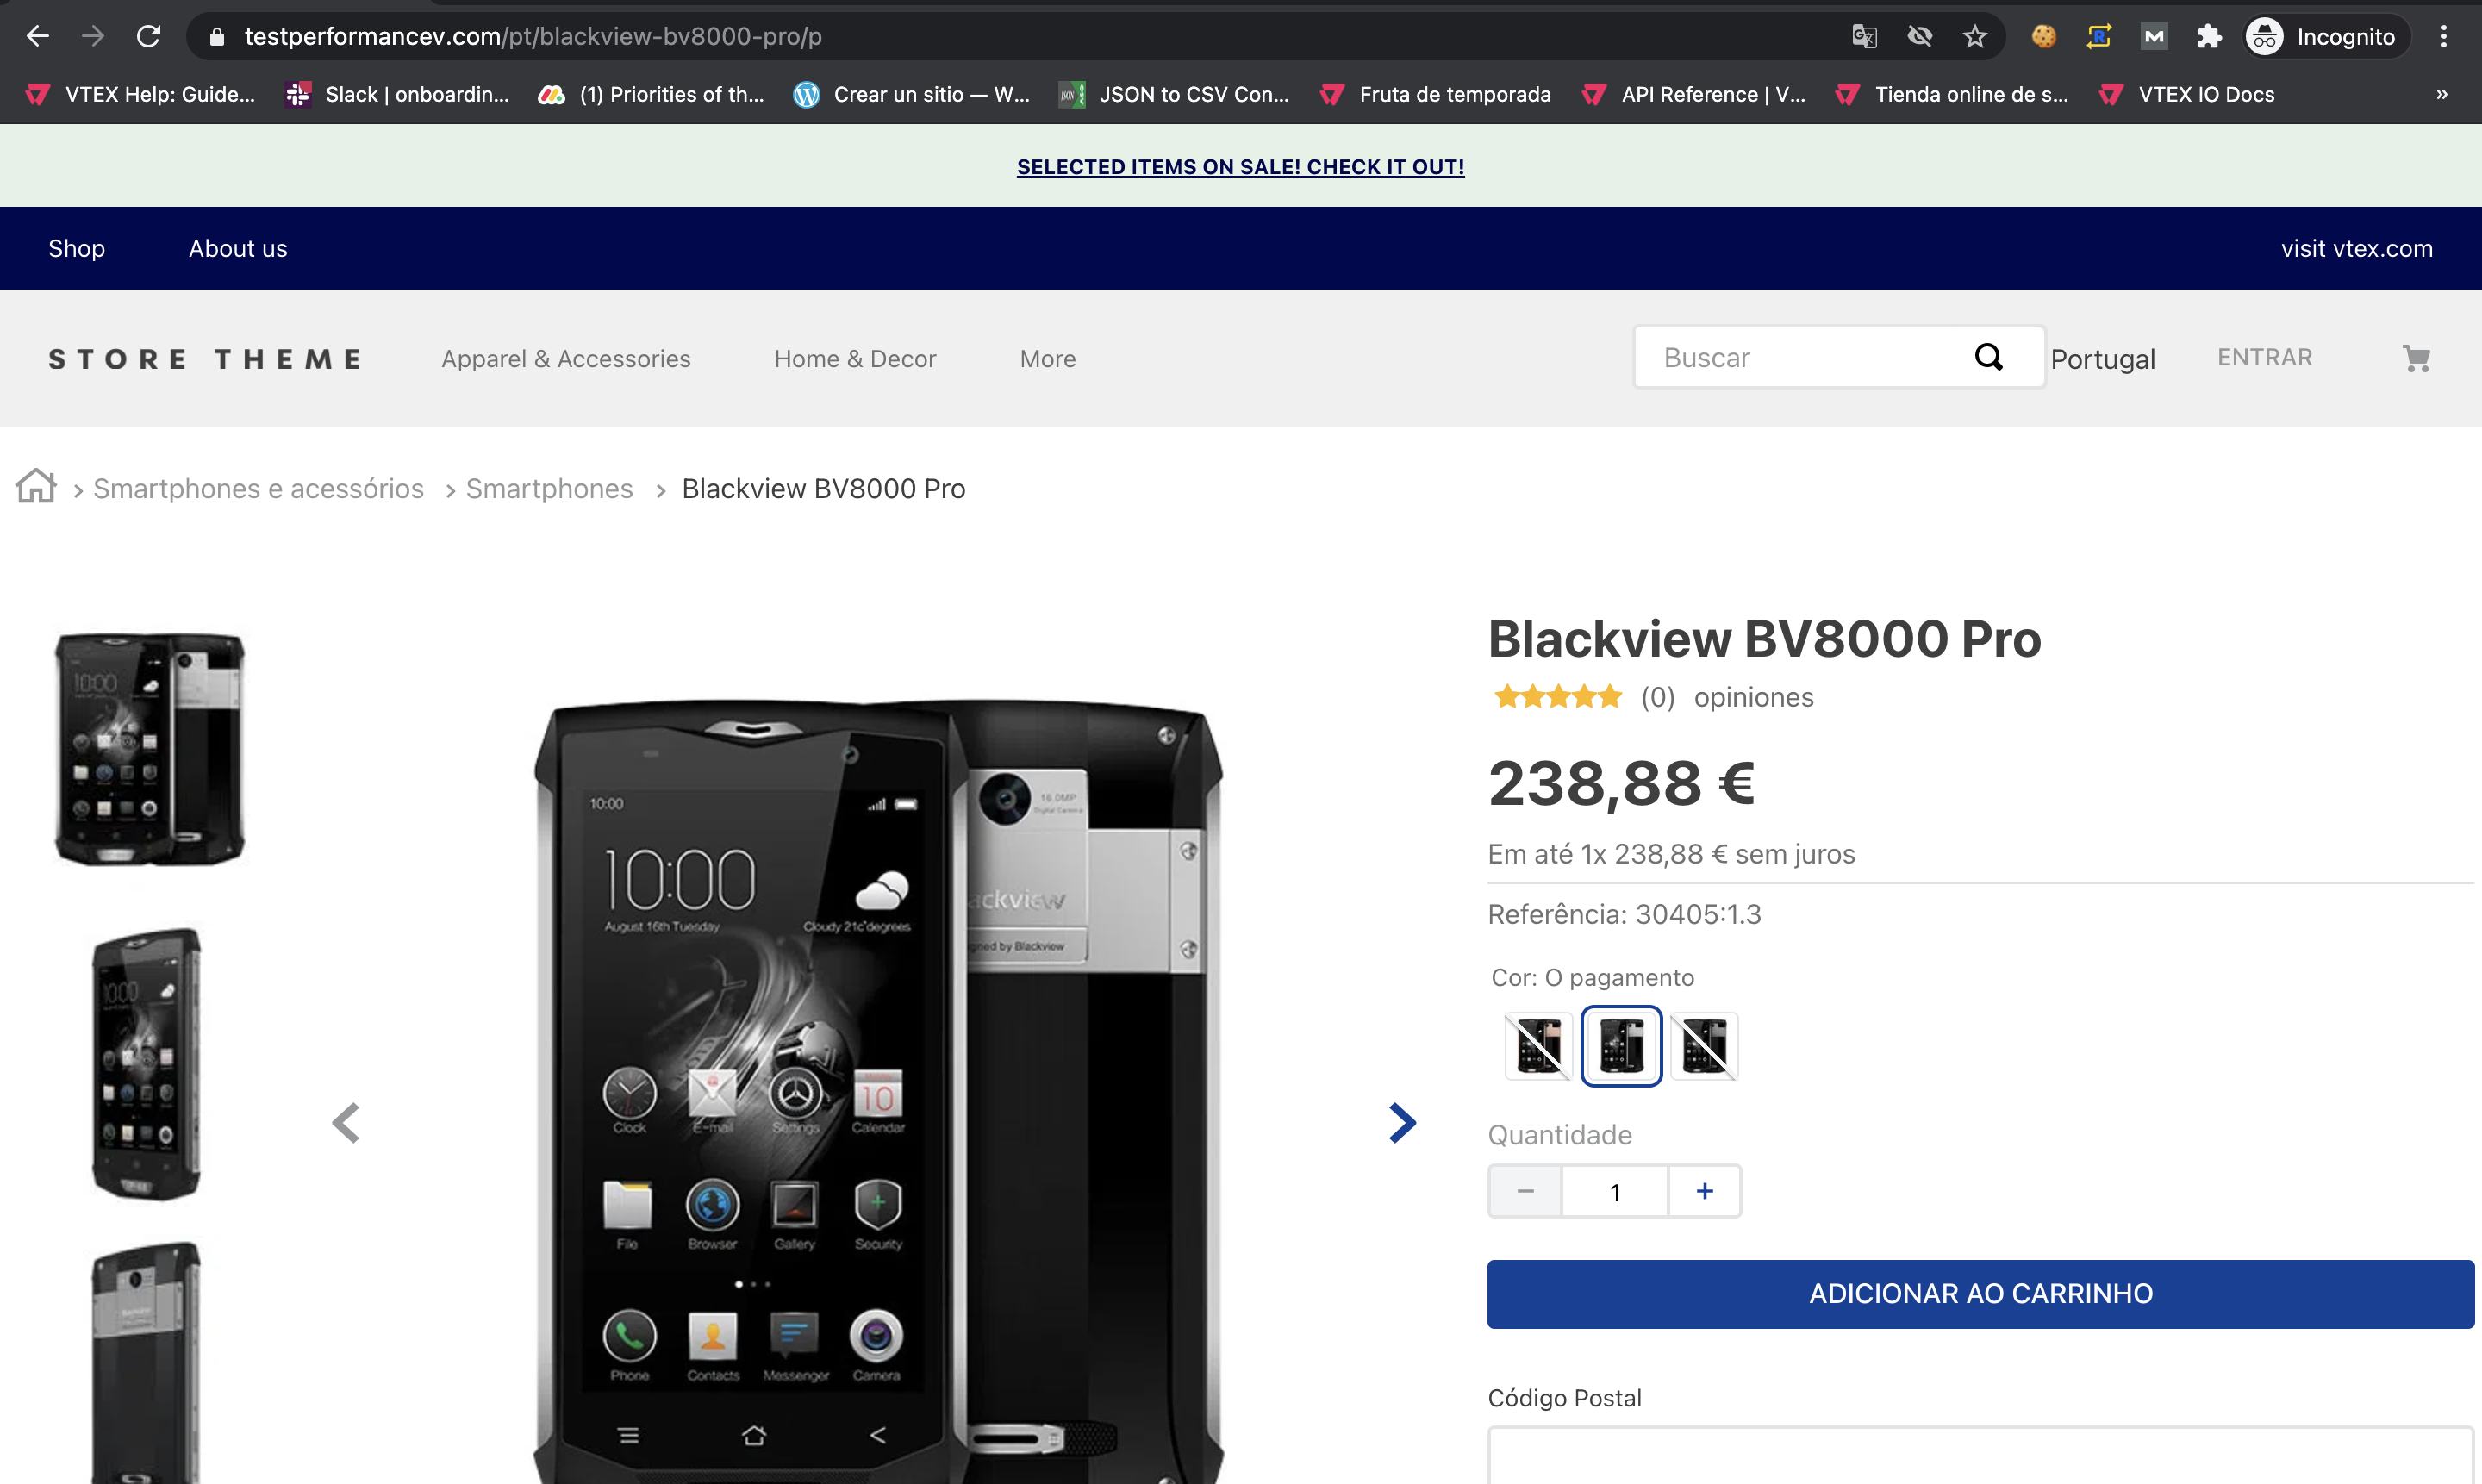 testperformancev.com/pt/blackview-bv8000-pro/p
Incognito
VTEX Help: Guide...
Slack | onboardin...
(1) Priorities of th...
Crear un sitio — W...
JSON to CSV Con...
Fruta de temporada
API Reference | V...
Tienda online de s...
VTEX IO Docs
»
SELECTED ITEMS ON SALE! CHECK IT OUT!
Shop
About us
visit vtex.com
STORE THEME
Apparel & Accessories
Home & Decor
More
Buscar
Portugal
ENTRAR
Smartphones e acessórios
Smartphones
Blackview BV8000 Pro
Blackview BV8000 Pro
(0) opiniones
238,88 €
Em até 1x 238,88 € sem juros
Referência: 30405:1.3
Cor: O pagamento
Quantidade
− 1 +
ADICIONAR AO CARRINHO
Código Postal
10:00
10:00
10:00
10:00
August 16th Tuesday
Cloudy 21c°degrees
16.0MP
Digital Camera
ackview
gned by Blackview
Clock
E-mail
Settings
10
Calendar
File
Browser
Gallery
Security
Phone
Contacts
Messenger
Camera